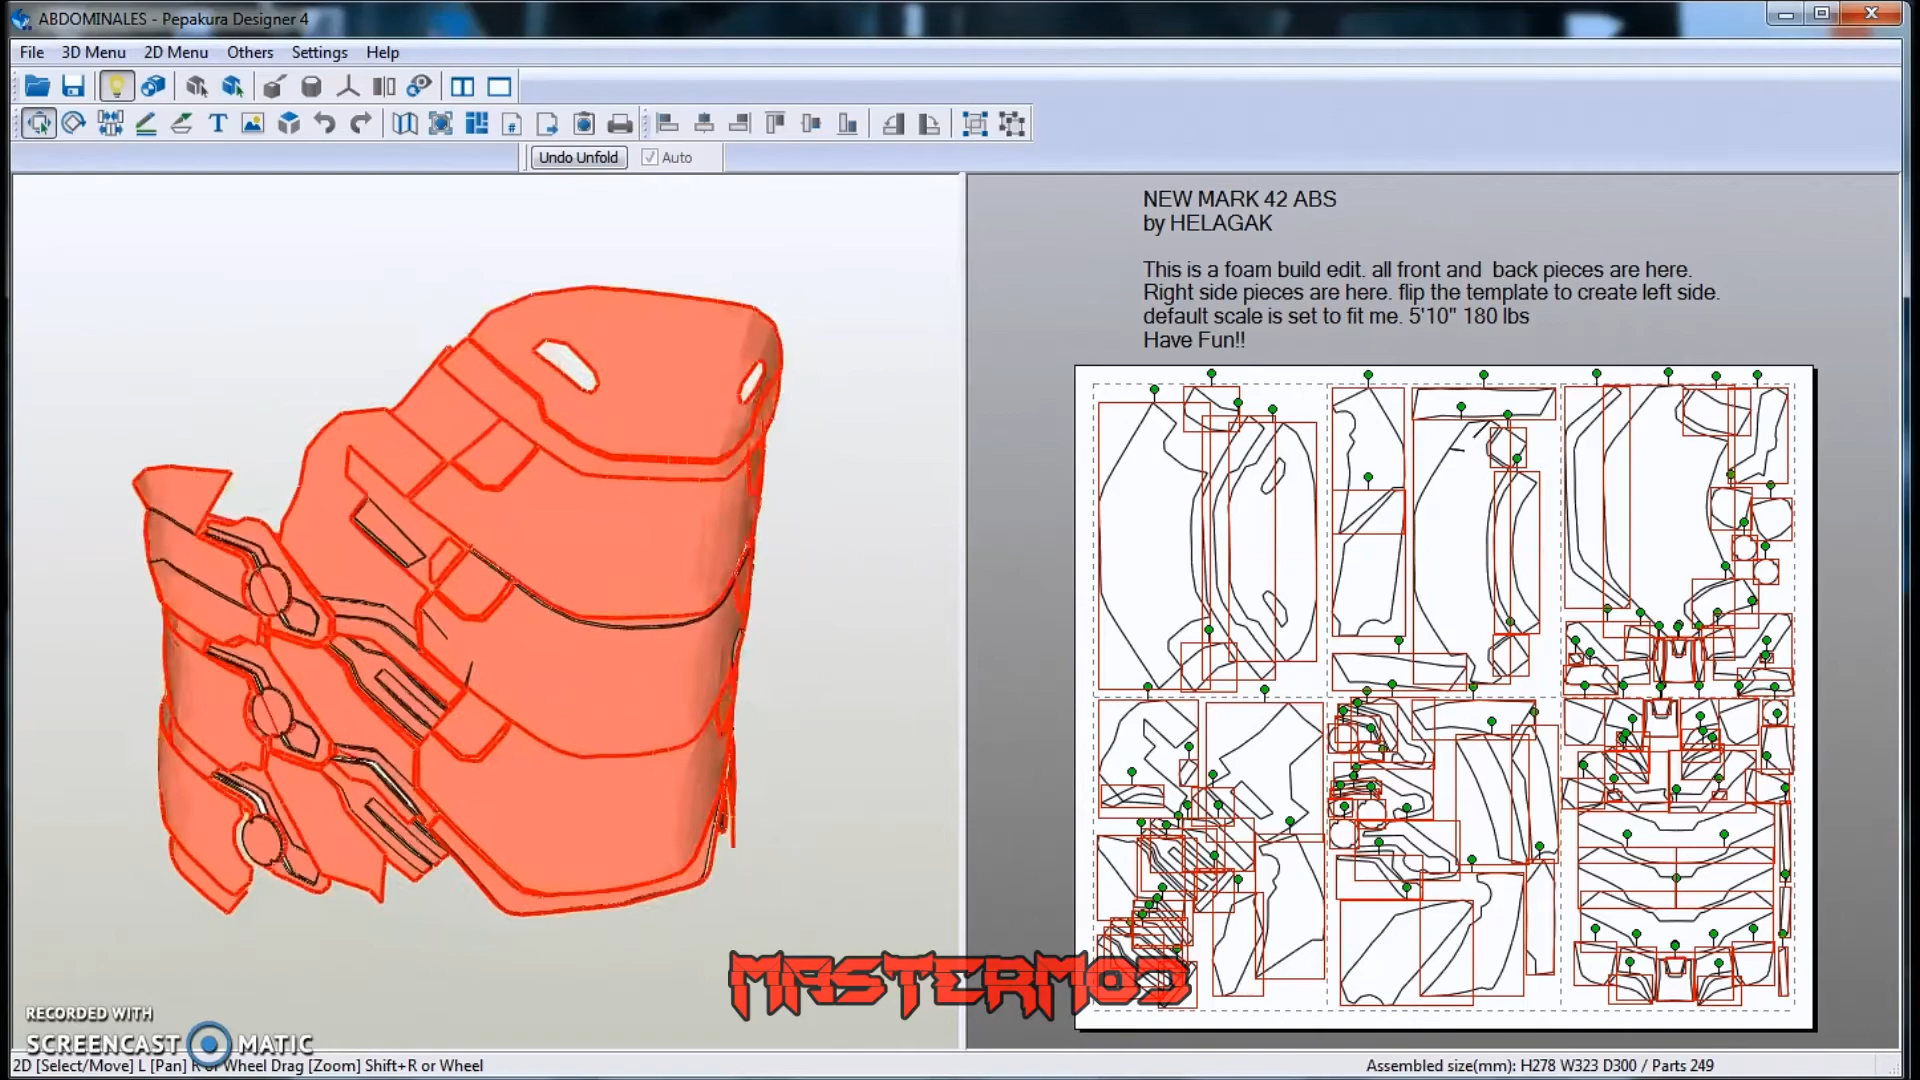 ABDOMINALES - Pepakura Designer 4
File 3D Menu 2D Menu Others Settings Help
Undo Unfold Auto
NEW MARK 42 ABS
by HELAGAK
This is a foam build edit. all front and back pieces are here.
Right side pieces are here. flip the template to create left side.
default scale is set to fit me. 5'10" 180 lbs
Have Fun!!
MASTERMOD
RECORDED WITH
SCREENCAST MATIC
2D [Select/Move] L [Pan] R or Wheel Drag [Zoom] Shift+R or Wheel
Assembled size(mm): H278 W323 D300 / Parts 249